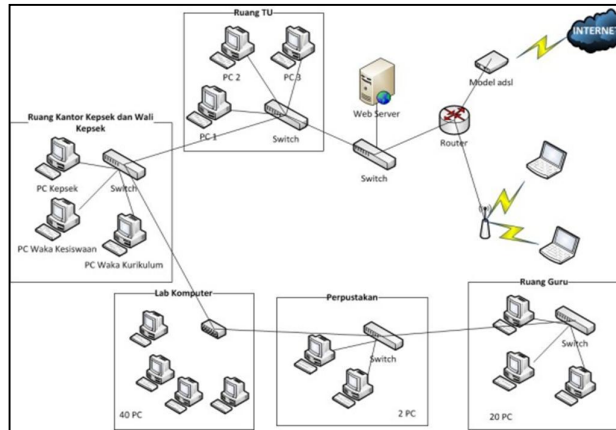 Ruang TU
PC 2
PC 3
PC 1
Switch
Web Server
Switch
Router
Model adsl
INTERNET
Ruang Kantor Kepsek dan Wali
Kepsek
PC Kepsek
Switch
PC Waka Kesiswaan
PC Waka Kurikulum
Lab Komputer
40 PC
Perpustakan
Switch
2 PC
Ruang Guru
Switch
20 PC